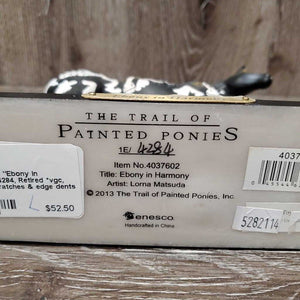 THE TRAIL OF
PAINTED PONIES
1E/ 4284
Item No.4037602
Title: Ebony in Harmony
Artist: Lorna Matsuda
© 2013 The Trail of Painted Ponies, Inc.
enesco.
Handcrafted in China
"Ebony In
284, Retired *vgc,
ratches & edge dents
$52.50
4037
5282114